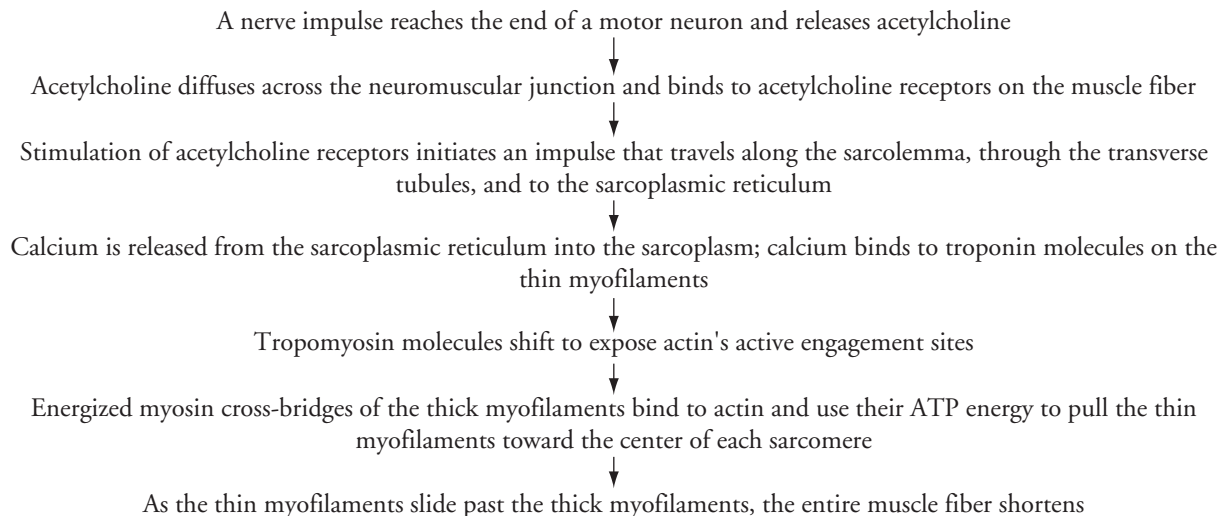 A nerve impulse reaches the end of a motor neuron and releases acetylcholine
Acetylcholine diffuses across the neuromuscular junction and binds to acetylcholine receptors on the muscle fiber
Stimulation of acetylcholine receptors initiates an impulse that travels along the sarcolemma, through the transverse
tubules, and to the sarcoplasmic reticulum
Calcium is released from the sarcoplasmic reticulum into the sarcoplasm; calcium binds to troponin molecules on the
thin myofilaments
Tropomyosin molecules shift to expose actin's active engagement sites
Energized myosin cross-bridges of the thick myofilaments bind to actin and use their ATP energy to pull the thin
myofilaments toward the center of each sarcomere
As the thin myofilaments slide past the thick myofilaments, the entire muscle fiber shortens